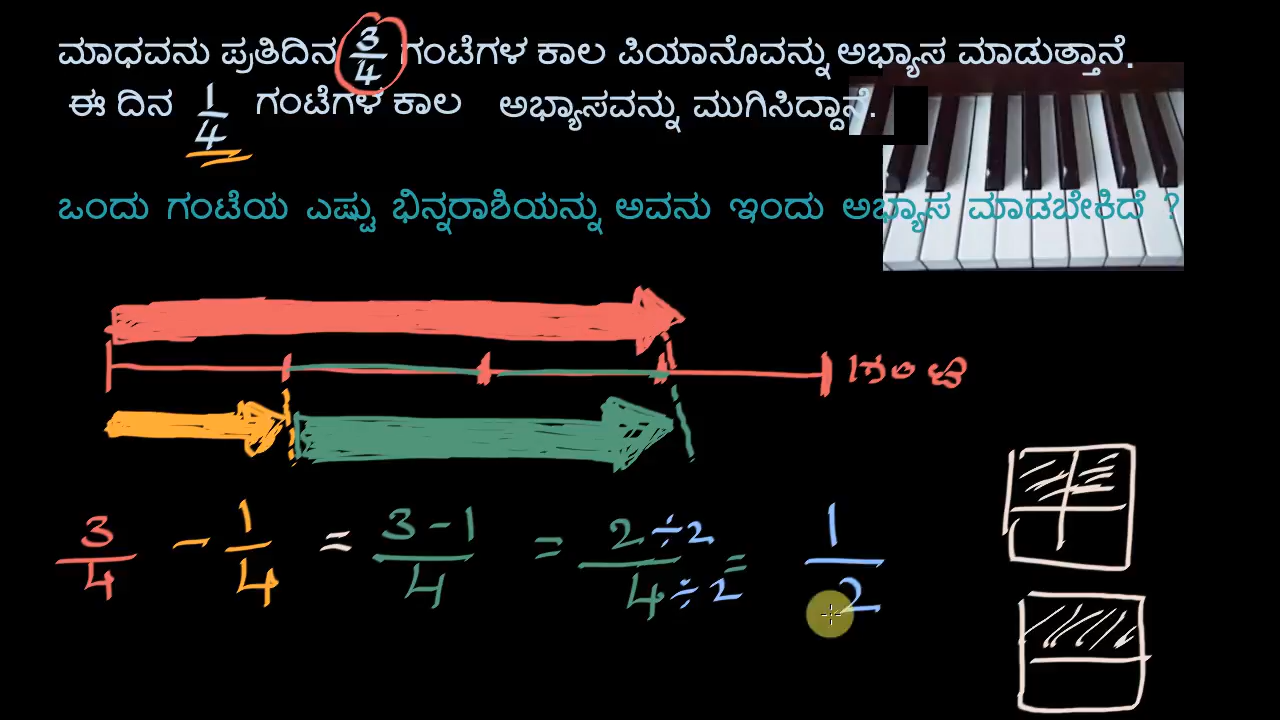 ಮಾಧವನು ಪ್ರತಿದಿನ 3/4 ಗಂಟೆಗಳ ಕಾಲ ಪಿಯಾನೊವನ್ನು ಅಭ್ಯಾಸ ಮಾಡುತ್ತಾನೆ.
ಈ ದಿನ 1/4 ಗಂಟೆಗಳ ಕಾಲ ಅಭ್ಯಾಸವನ್ನು ಮುಗಿಸಿದ್ದಾನೆ.
ಒಂದು ಗಂಟೆಯ ಎಷ್ಟು ಭಿನ್ನರಾಶಿಯನ್ನು ಅವನು ಇಂದು ಅಭ್ಯಾಸ ಮಾಡಬೇಕಿದೆ ?
1 ಗಂಟೆ
3/4 - 1/4 = 3-1/4 = 2÷2/4÷2 = 1/2